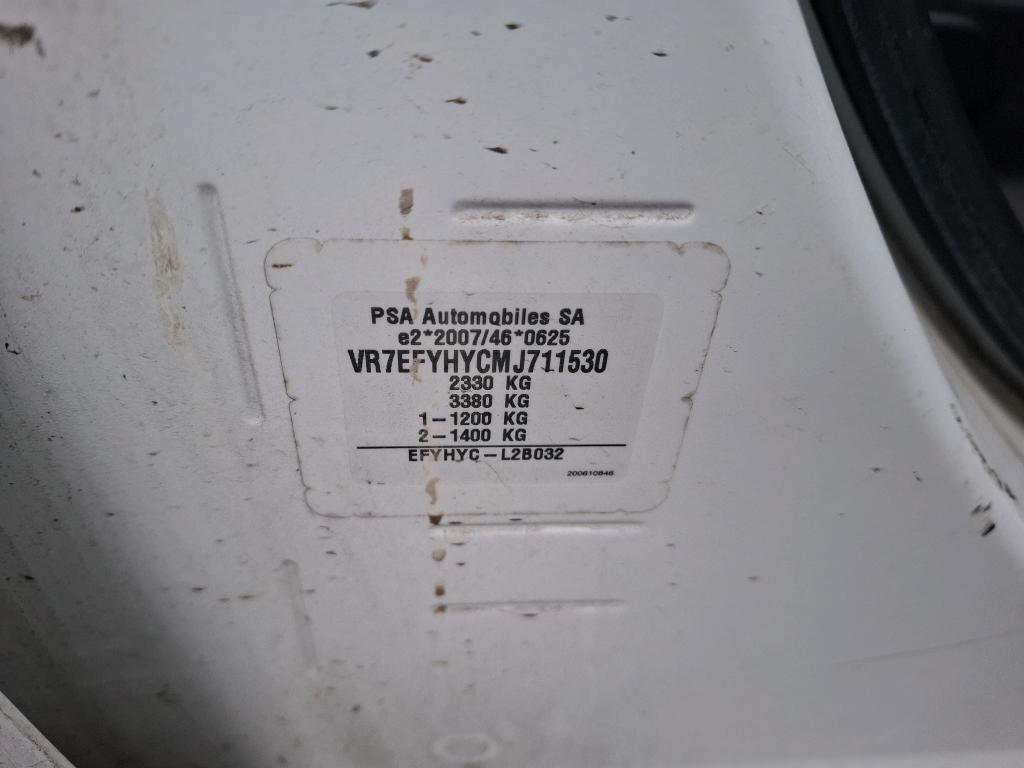 PSA Automobiles SA
e2*2007/46*0625
VR7EFYHYCMJ711530
2330 KG
3380 KG
1-1200 KG
2-1400 KG
EFYHYC-L2B032
200610846